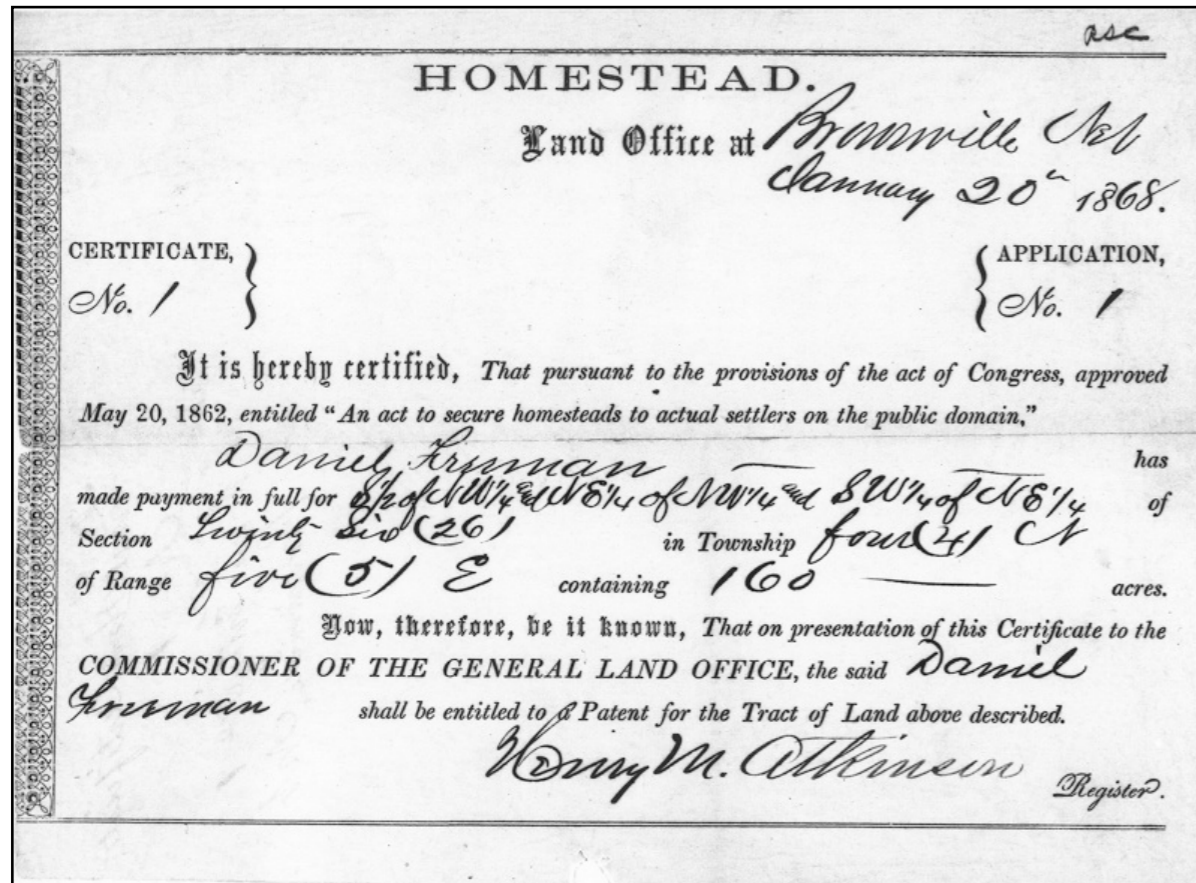 asc
HOMESTEAD.
Land Office at Brownville Neb
January 20th 1868.
CERTIFICATE, No. 1
APPLICATION, No. 1
It is hereby certified, That pursuant to the provisions of the act of Congress, approved
May 20, 1862, entitled “An act to secure homesteads to actual settlers on the public domain,”
Daniel Freeman has
made payment in full for S½ of NW¼ and NE¼ of NW¼ and SW¼ of NE¼ of
Section Twenty six (26) in Township four (4) N
of Range five (5) E containing 160 acres.
Now, therefore, be it known, That on presentation of this Certificate to the
COMMISSIONER OF THE GENERAL LAND OFFICE, the said Daniel
Freeman shall be entitled to a Patent for the Tract of Land above described.
Henry M. Atkinson
Register.